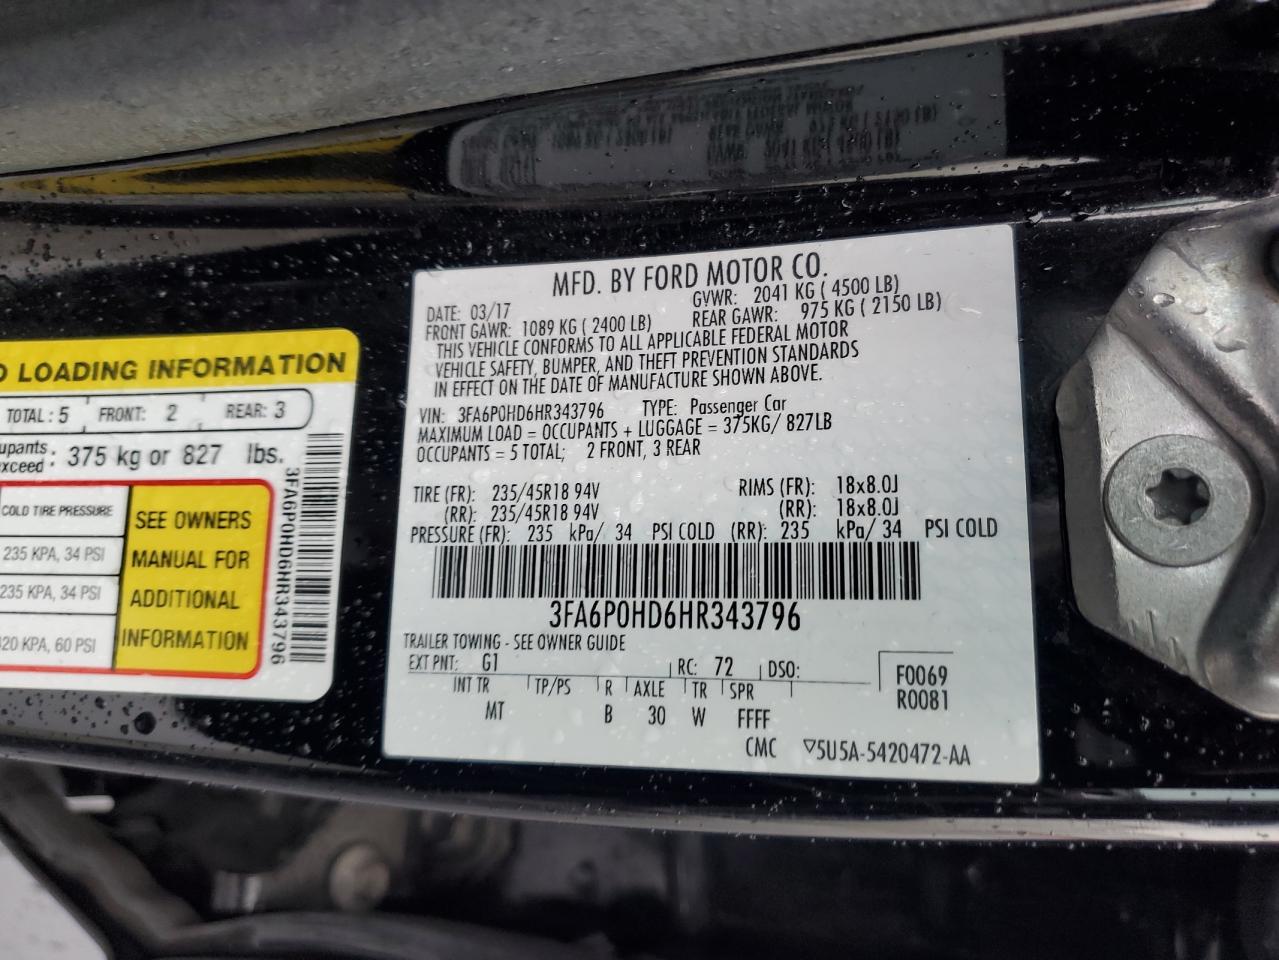 MFD. BY FORD MOTOR CO.
DATE: 03/17 GVWR: 2041 KG ( 4500 LB)
FRONT GAWR: 1089 KG ( 2400 LB) REAR GAWR: 975 KG ( 2150 LB)
THIS VEHICLE CONFORMS TO ALL APPLICABLE FEDERAL MOTOR
VEHICLE SAFETY, BUMPER, AND THEFT PREVENTION STANDARDS
IN EFFECT ON THE DATE OF MANUFACTURE SHOWN ABOVE.
VIN: 3FA6P0HD6HR343796 TYPE: Passenger Car
MAXIMUM LOAD = OCCUPANTS + LUGGAGE = 375KG/ 827LB
OCCUPANTS = 5 TOTAL; 2 FRONT, 3 REAR
TIRE (FR): 235/45R18 94V RIMS (FR): 18x8.0J
(RR): 235/45R18 94V (RR): 18x8.0J
PRESSURE (FR): 235 kPa/ 34 PSI COLD (RR): 235 kPa/ 34 PSI COLD
3FA6P0HD6HR343796
TRAILER TOWING - SEE OWNER GUIDE
EXT PNT: G1 RC: 72 DSO: F0069
R0081
INT TR TP/PS R AXLE TR SPR
MT B 30 W FFFF
CMC ▽5U5A-5420472-AA
LOADING INFORMATION
TOTAL: 5 FRONT: 2 REAR: 3
375 kg or 827 lbs.
COLD TIRE PRESSURE
235 KPA, 34 PSI
235 KPA, 34 PSI
60 PSI
SEE OWNERS
MANUAL FOR
ADDITIONAL
INFORMATION
3FA6P0HD6HR343796